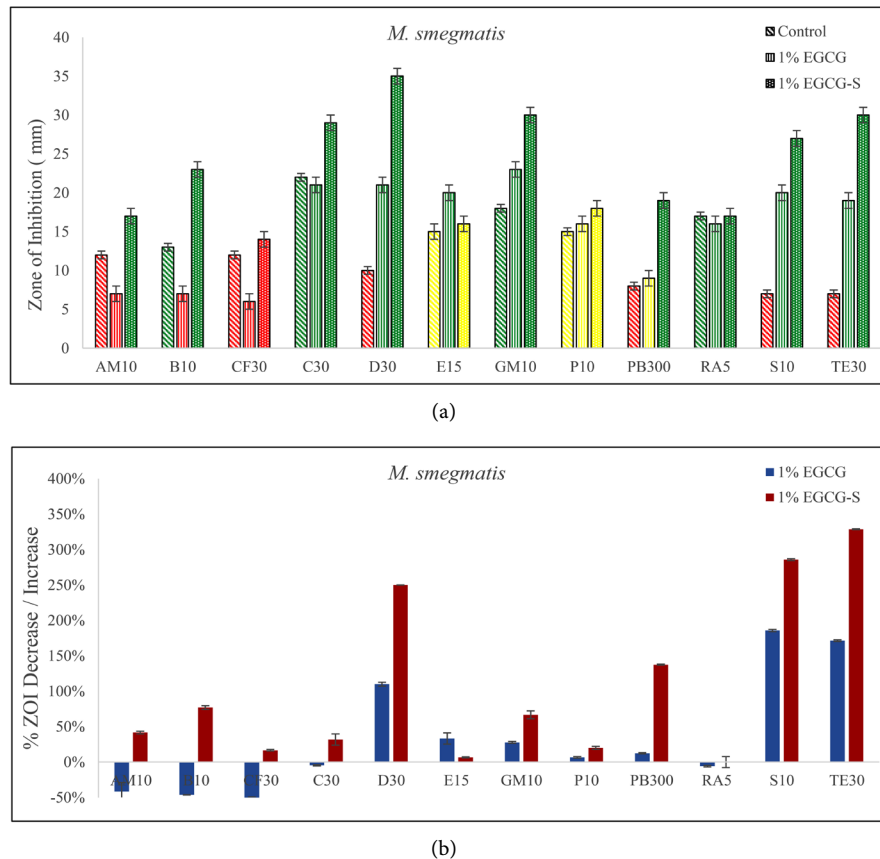 M. smegmatis
Control
1% EGCG
1% EGCG-S
Zone of Inhibition ( mm)
40
35
30
25
20
15
10
5
0
AM10 B10 CF30 C30 D30 E15 GM10 P10 PB300 RA5 S10 TE30
(a)
M. smegmatis
1% EGCG
1% EGCG-S
% ZOI Decrease / Increase
400%
350%
300%
250%
200%
150%
100%
50%
0%
-50%
AM10 B10 CF30 C30 D30 E15 GM10 P10 PB300 RA5 S10 TE30
(b)